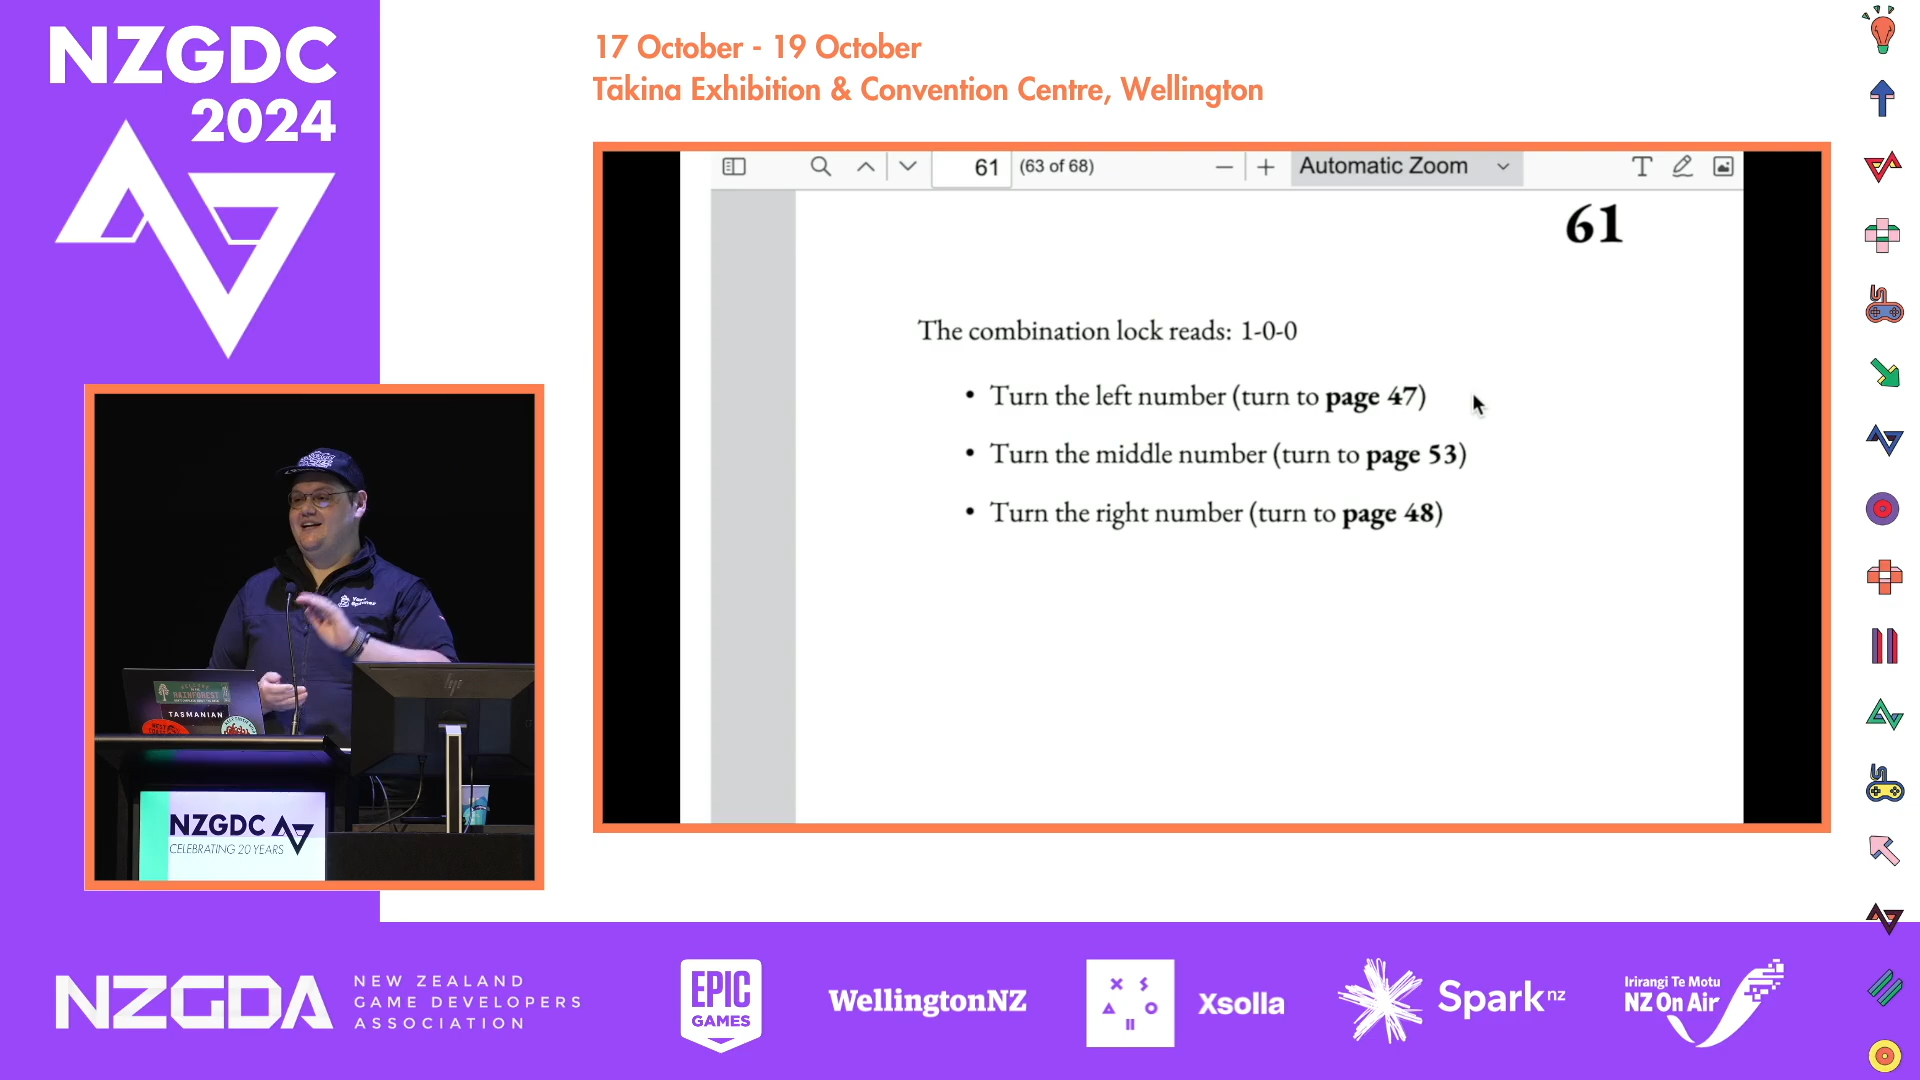 NZGDC
2024
17 October - 19 October
Tākina Exhibition & Convention Centre, Wellington
61
(63 of 68)
Automatic Zoom
61
The combination lock reads: 1-0-0
• Turn the left number (turn to page 47)
• Turn the middle number (turn to page 53)
• Turn the right number (turn to page 48)
RAINFOREST
TASMANIAN
hp
NZGDC
CELEBRATING 20 YEARS
NZGDA
NEW ZEALAND
GAME DEVELOPERS
ASSOCIATION
EPIC
GAMES
WellingtonNZ
Xsolla
Spark nz
Irirangi Te Motu
NZ On Air